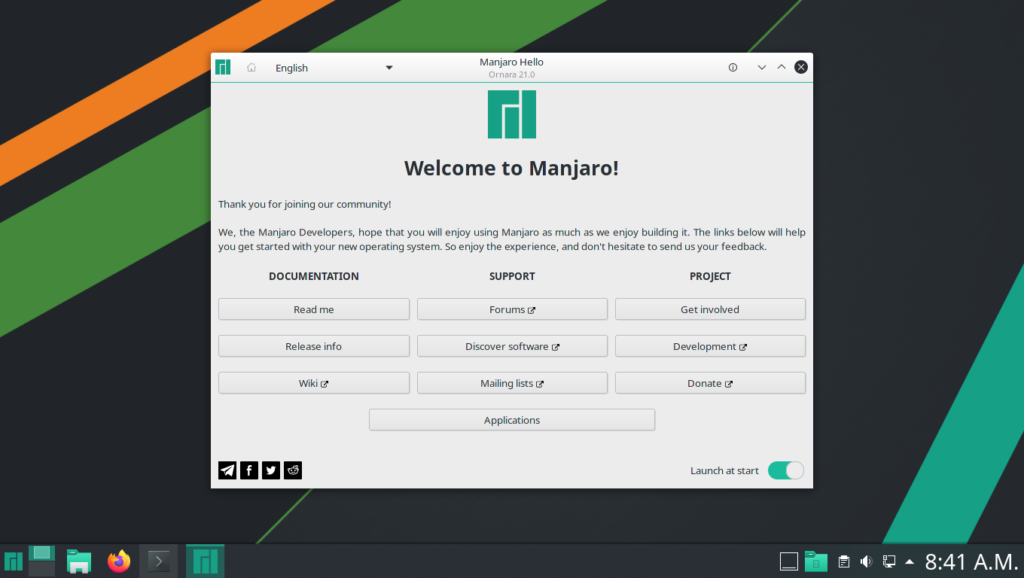 English
Manjaro Hello
Ornara 21.0
Welcome to Manjaro!
Thank you for joining our community!
We, the Manjaro Developers, hope that you will enjoy using Manjaro as much as we enjoy building it. The links below will help
you get started with your new operating system. So enjoy the experience, and don't hesitate to send us your feedback.
DOCUMENTATION SUPPORT PROJECT
Read me Forums Get involved
Release info Discover software Development
Wiki Mailing lists Donate
Applications
Launch at start
8:41 A.M.